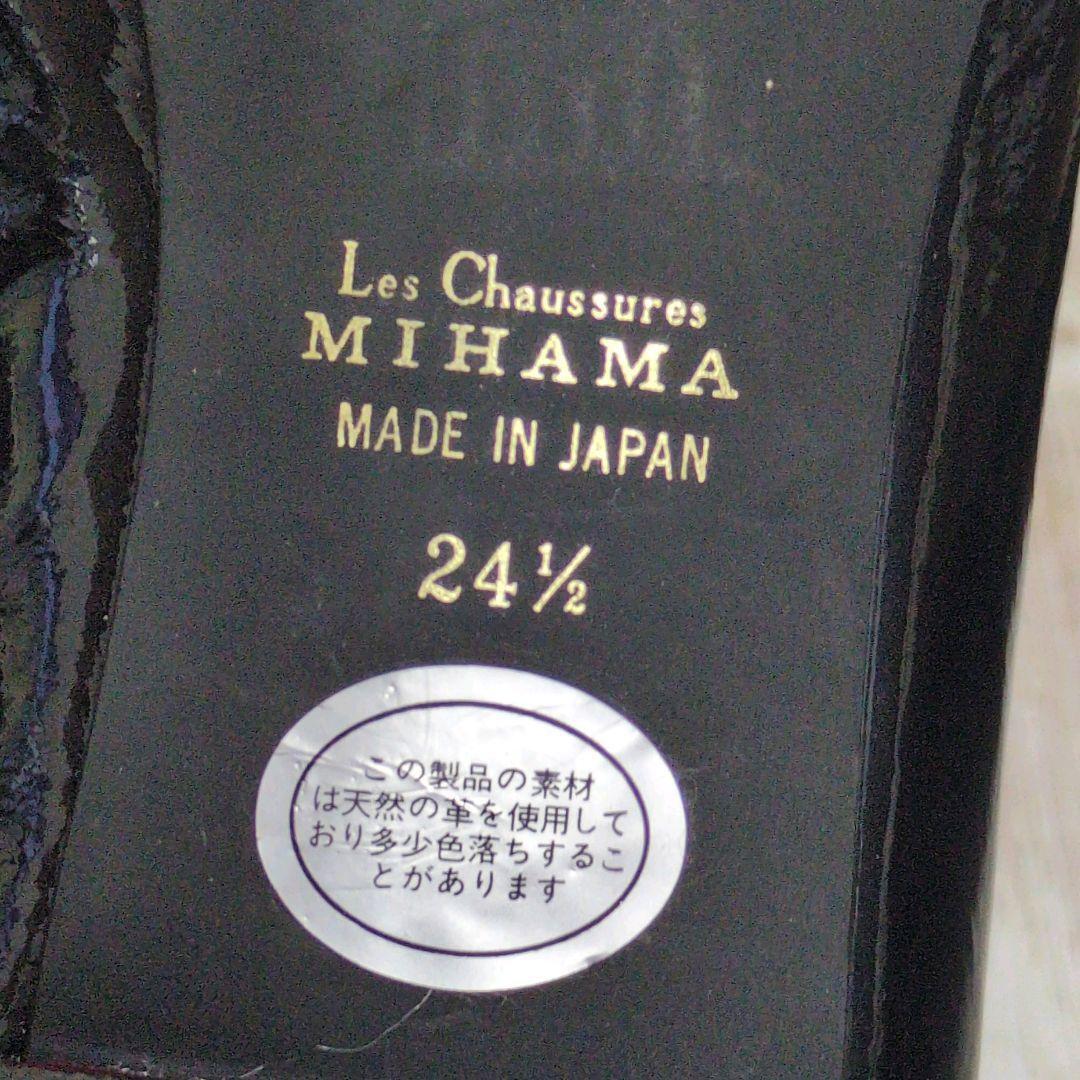 Les Chaussures
MIHAMA
MADE IN JAPAN
24½
この製品の素材
は天然の革を使用して
おり多少色落ちするこ
とがあります